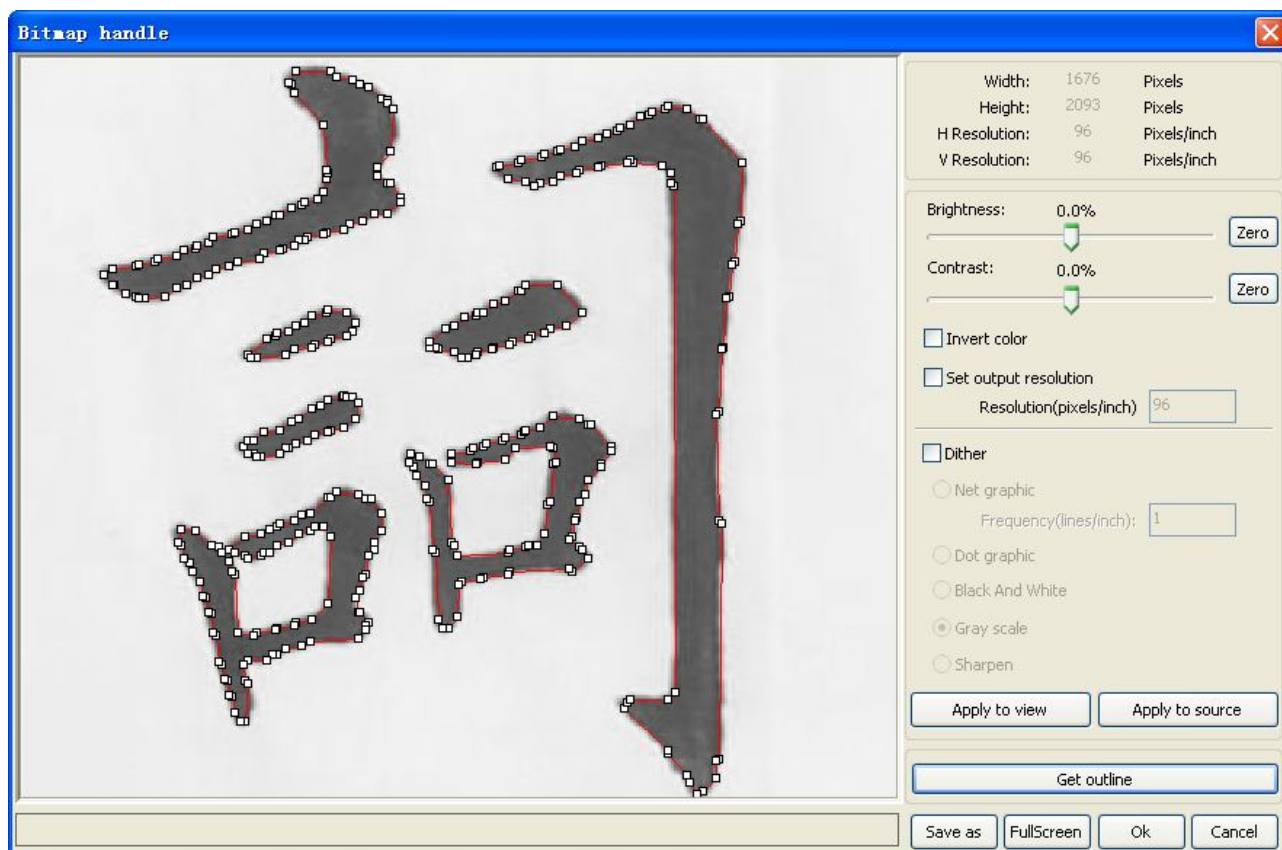 Bitmap handle
詞
Width: 1676 Pixels
Height: 2093 Pixels
H Resolution: 96 Pixels/inch
V Resolution: 96 Pixels/inch
Brightness: 0.0% Zero
Contrast: 0.0% Zero
Invert color
Set output resolution
Resolution(pixels/inch) 96
Dither
Net graphic
Frequency(lines/inch): 1
Dot graphic
Black And White
Gray scale
Sharpen
Apply to view Apply to source
Get outline
Save as FullScreen Ok Cancel